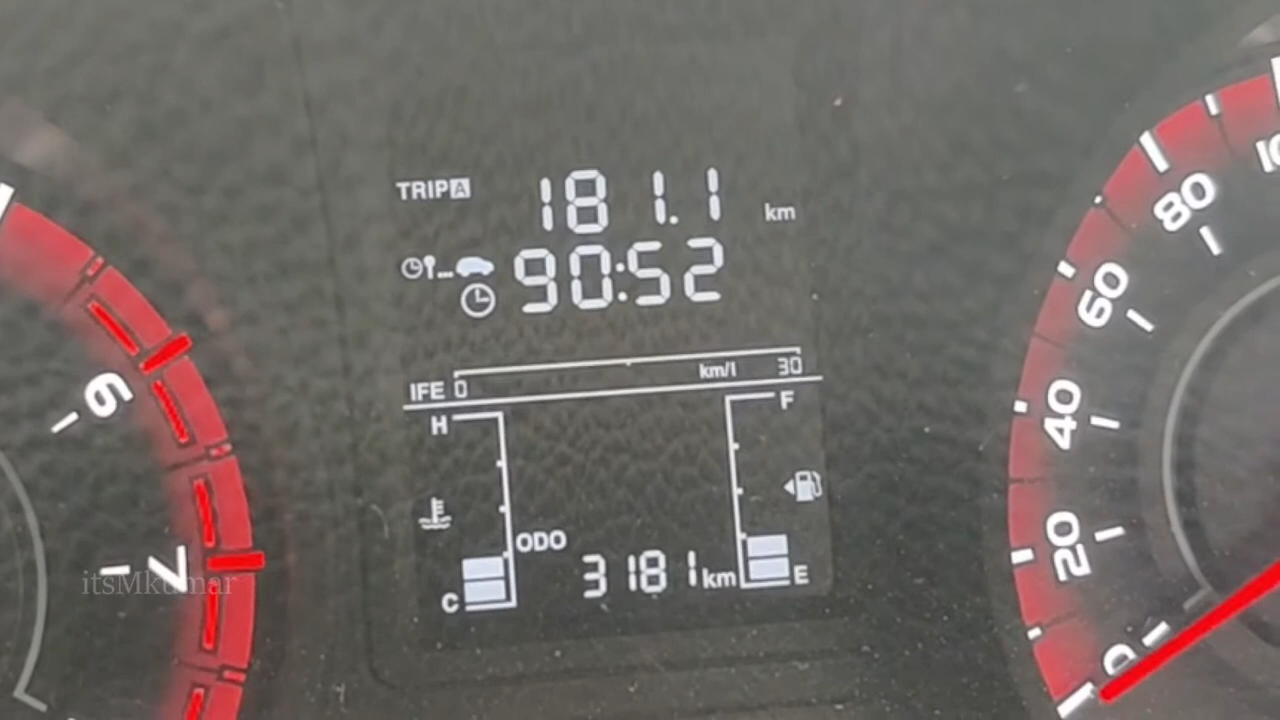 TRIP A 181.1 km
90:52
IFE 0 km/l 30
H F
ODO
3181 km
C E
6
7
itsMkumar
0
20
40
60
80